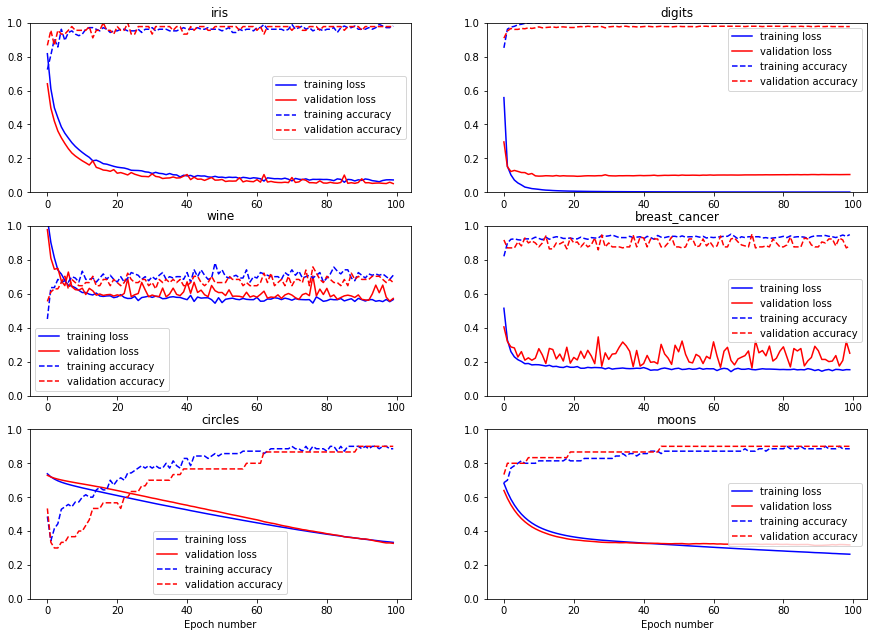 iris
1.0
0.8
0.6
0.4
0.2
0.0
0 20 40 60 80 100
training loss
validation loss
training accuracy
validation accuracy
digits
1.0
0.8
0.6
0.4
0.2
0.0
0 20 40 60 80 100
training loss
validation loss
training accuracy
validation accuracy
wine
1.0
0.8
0.6
0.4
0.2
0.0
0 20 40 60 80 100
training loss
validation loss
training accuracy
validation accuracy
breast_cancer
1.0
0.8
0.6
0.4
0.2
0.0
0 20 40 60 80 100
training loss
validation loss
training accuracy
validation accuracy
circles
1.0
0.8
0.6
0.4
0.2
0.0
0 20 40 60 80 100
training loss
validation loss
training accuracy
validation accuracy
Epoch number
moons
1.0
0.8
0.6
0.4
0.2
0.0
0 20 40 60 80 100
training loss
validation loss
training accuracy
validation accuracy
Epoch number